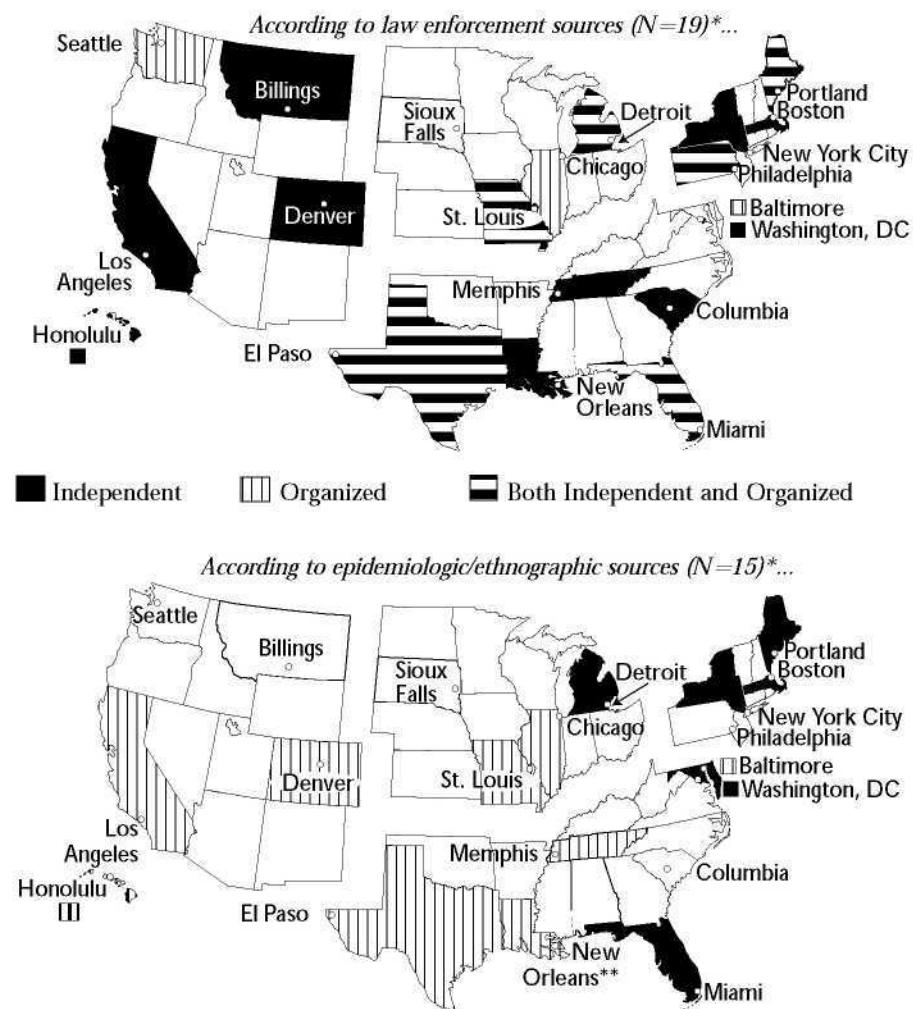 According to law enforcement sources (N=19)*...
Seattle
Billings
Sioux
Falls
Detroit
Portland
Boston
Chicago
New York City
Philadelphia
Denver
St. Louis
Baltimore
Washington, DC
Los
Angeles
Memphis
Columbia
Honolulu
El Paso
New
Orleans
Miami
Independent
Organized
Both Independent and Organized
According to epidemiologic/ethnographic sources (N=15)*...
Seattle
Billings
Sioux
Falls
Detroit
Portland
Boston
Chicago
New York City
Philadelphia
Denver
St. Louis
Baltimore
Washington, DC
Los
Angeles
Memphis
Columbia
Honolulu
El Paso
New
Orleans**
Miami